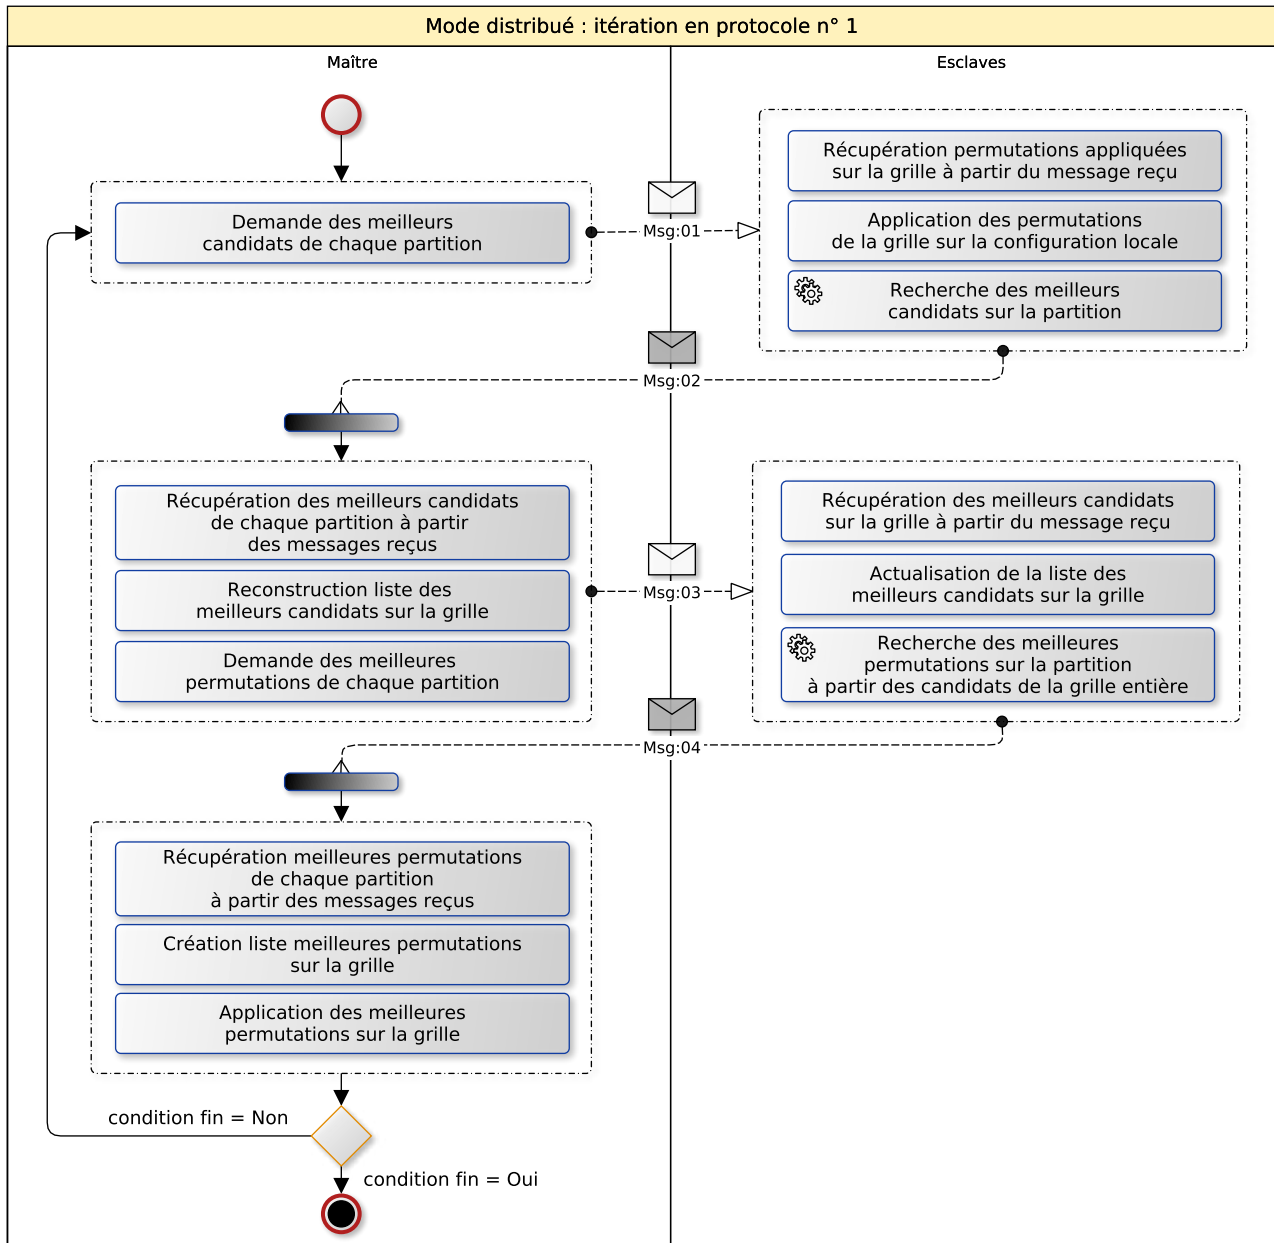 Mode distribué : itération en protocole n° 1
Maître
Esclaves
Récupération permutations appliquées
sur la grille à partir du message reçu
Demande des meilleurs
candidats de chaque partition
Msg:01
Application des permutations
de la grille sur la configuration locale
Recherche des meilleurs
candidats sur la partition
Msg:02
Récupération des meilleurs candidats
de chaque partition à partir
des messages reçus
Reconstruction liste des
meilleurs candidats sur la grille
Demande des meilleures
permutations de chaque partition
Msg:03
Récupération des meilleurs candidats
sur la grille à partir du message reçu
Actualisation de la liste des
meilleurs candidats sur la grille
Recherche des meilleures
permutations sur la partition
à partir des candidats de la grille entière
Msg:04
Récupération meilleures permutations
de chaque partition
à partir des messages reçus
Création liste meilleures permutations
sur la grille
Application des meilleures
permutations sur la grille
condition fin = Non
condition fin = Oui